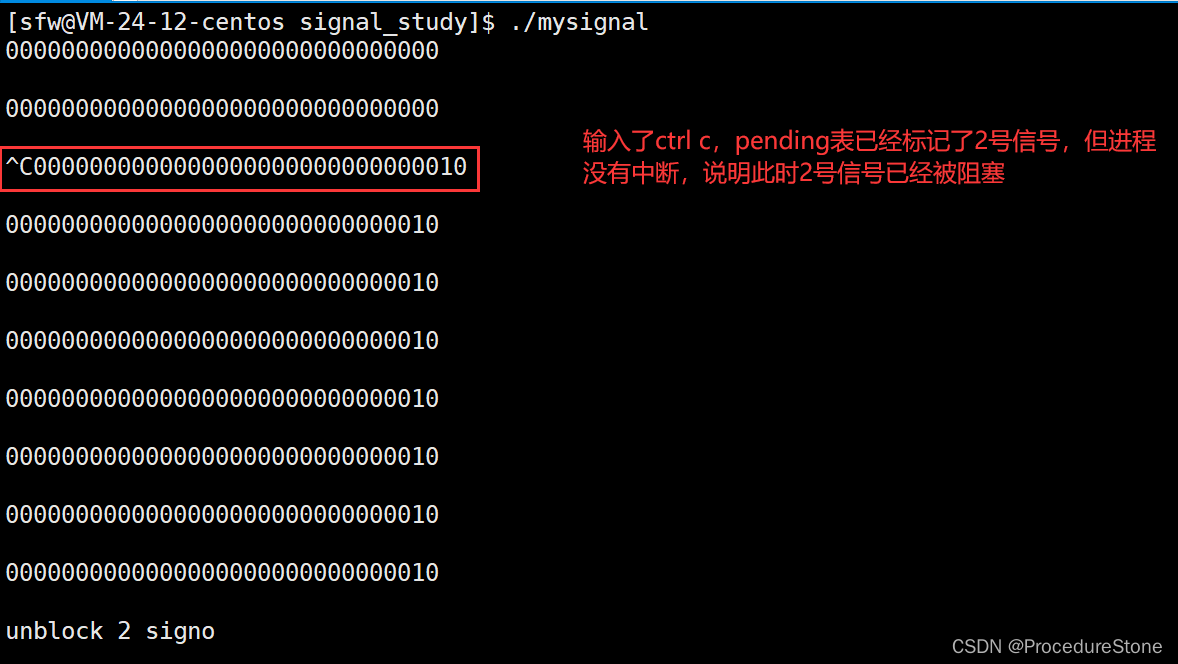 [sfw@VM-24-12-centos signal_study]$ ./mysignal
0000000000000000000000000000000
0000000000000000000000000000000
输入了ctrl c，pending表已经标记了2号信号，但进程
没有中断，说明此时2号信号已经被阻塞
^C0000000000000000000000000000010
0000000000000000000000000000010
0000000000000000000000000000010
0000000000000000000000000000010
0000000000000000000000000000010
0000000000000000000000000000010
0000000000000000000000000000010
0000000000000000000000000000010
unblock 2 signo
CSDN @ProcedureStone